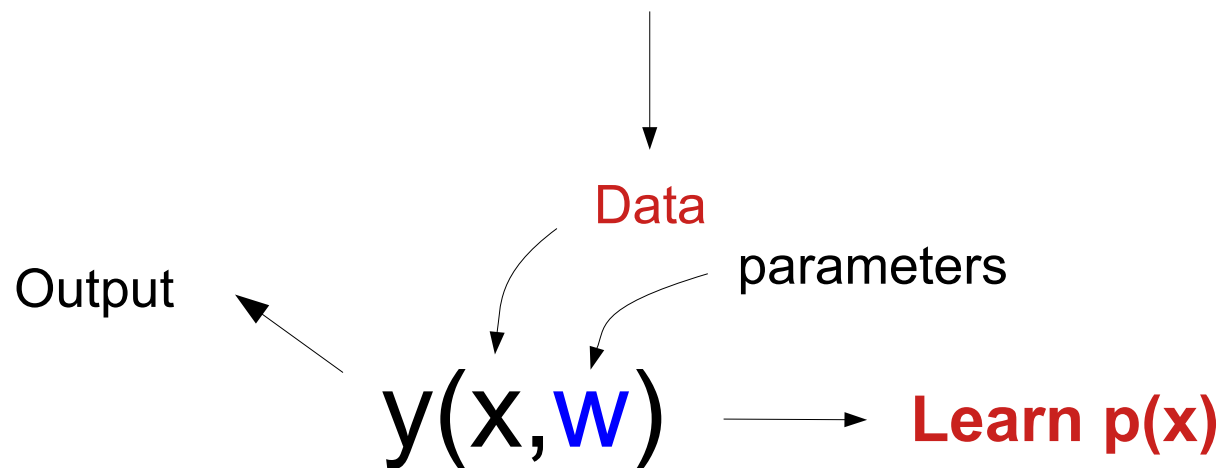 Data
parameters
Output
y(x,w)
Learn p(x)